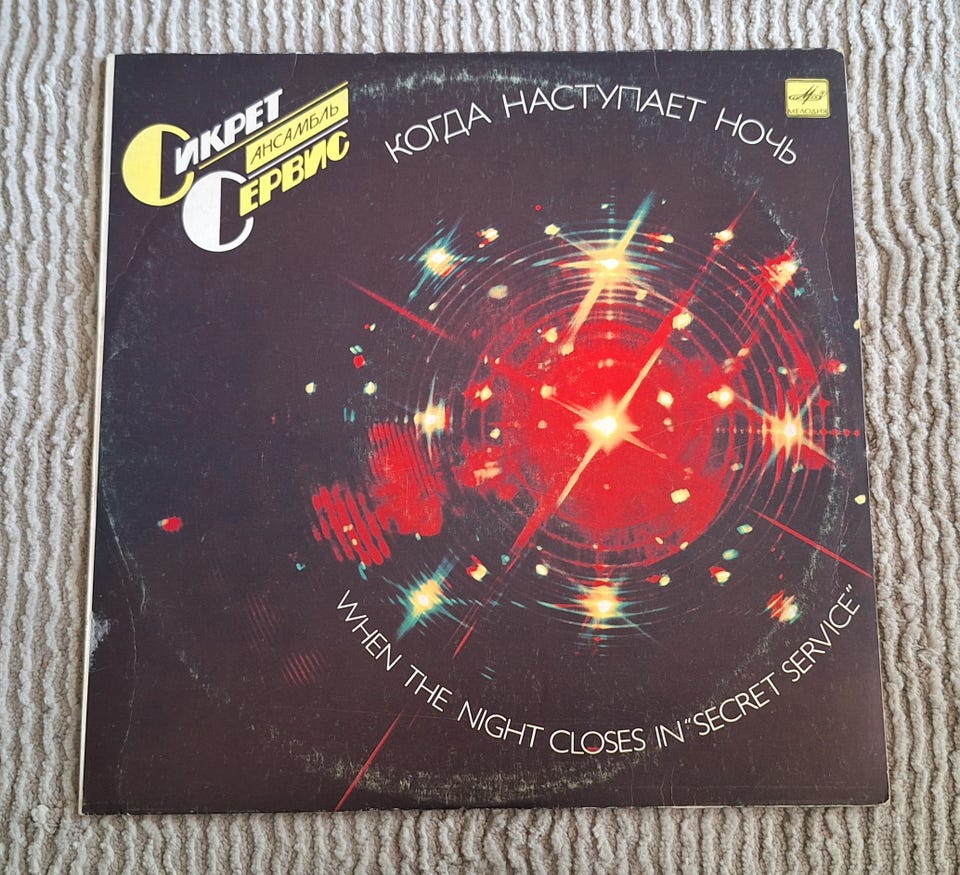 СИКРЕТ
АНСАМБЛЬ
СЕРВИС
КОГДА НАСТУПАЕТ НОЧЬ
МЕЛОДИЯ
WHEN THE NIGHT CLOSES IN "SECRET SERVICE"